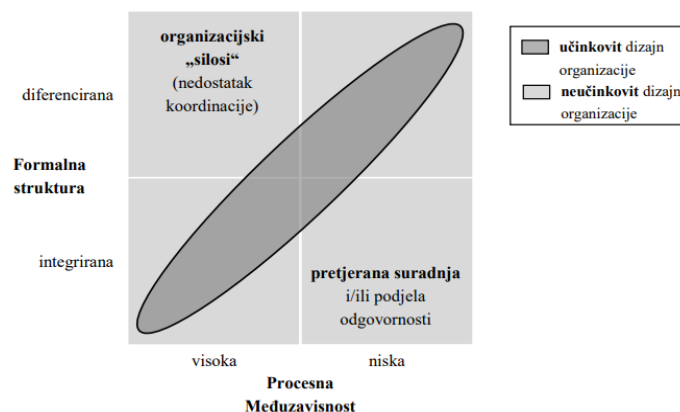 organizacijski
„silosi“
(nedostatak
koordinacije)
diferencirana
Formalna
struktura
integrirana
pretjerana suradnja
i/ili podjela
odgovornosti
visoka
niska
Procesna
Međuzavisnost
učinkovit dizajn
organizacije
neučinkovit dizajn
organizacije